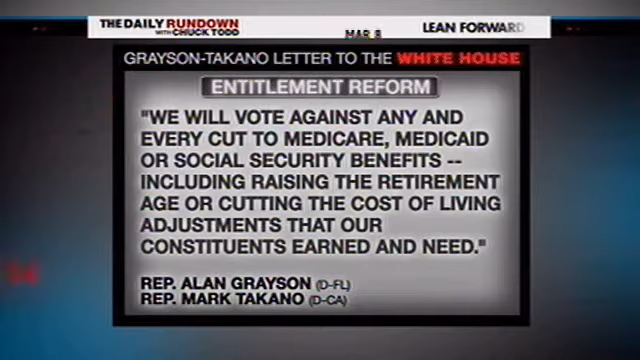 THE DAILY RUNDOWN
WITH CHUCK TODD
MAR 8
LEAN FORWARD
GRAYSON-TAKANO LETTER TO THE WHITE HOUSE
ENTITLEMENT REFORM
"WE WILL VOTE AGAINST ANY AND
EVERY CUT TO MEDICARE, MEDICAID
OR SOCIAL SECURITY BENEFITS --
INCLUDING RAISING THE RETIREMENT
AGE OR CUTTING THE COST OF LIVING
ADJUSTMENTS THAT OUR
CONSTITUENTS EARNED AND NEED."
REP. ALAN GRAYSON (D-FL)
REP. MARK TAKANO (D-CA)